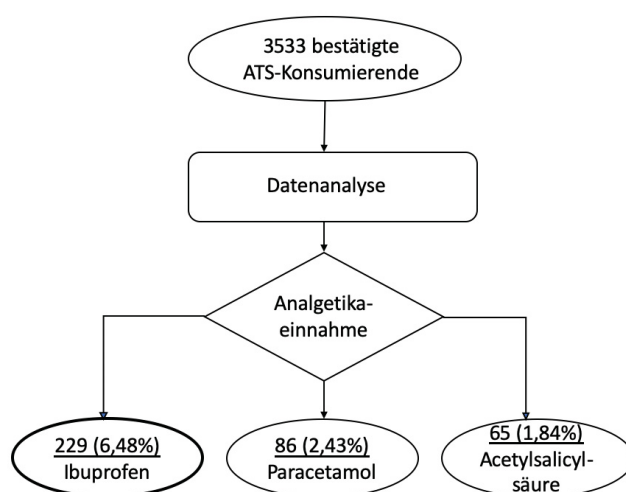 3533 bestätigte
ATS-Konsumierende
Datenanalyse
Analgetika-
einnahme
229 (6,48%)
Ibuprofen
86 (2,43%)
Paracetamol
65 (1,84%)
Acetylsalicyl-
säure